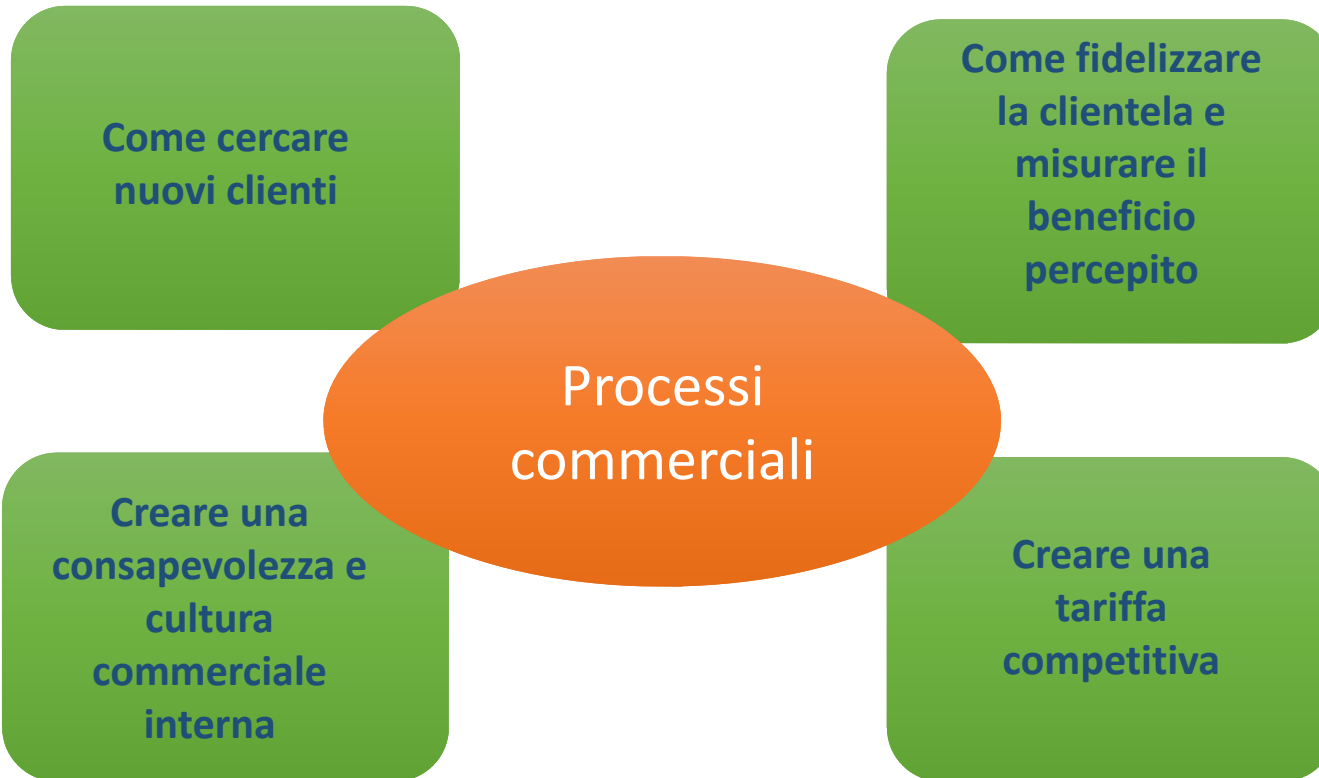 Come cercare
nuovi clienti
Come fidelizzare
la clientela e
misurare il
beneficio
percepito
Processi
commerciali
Creare una
consapevolezza e
cultura
commerciale
interna
Creare una
tariffa
competitiva